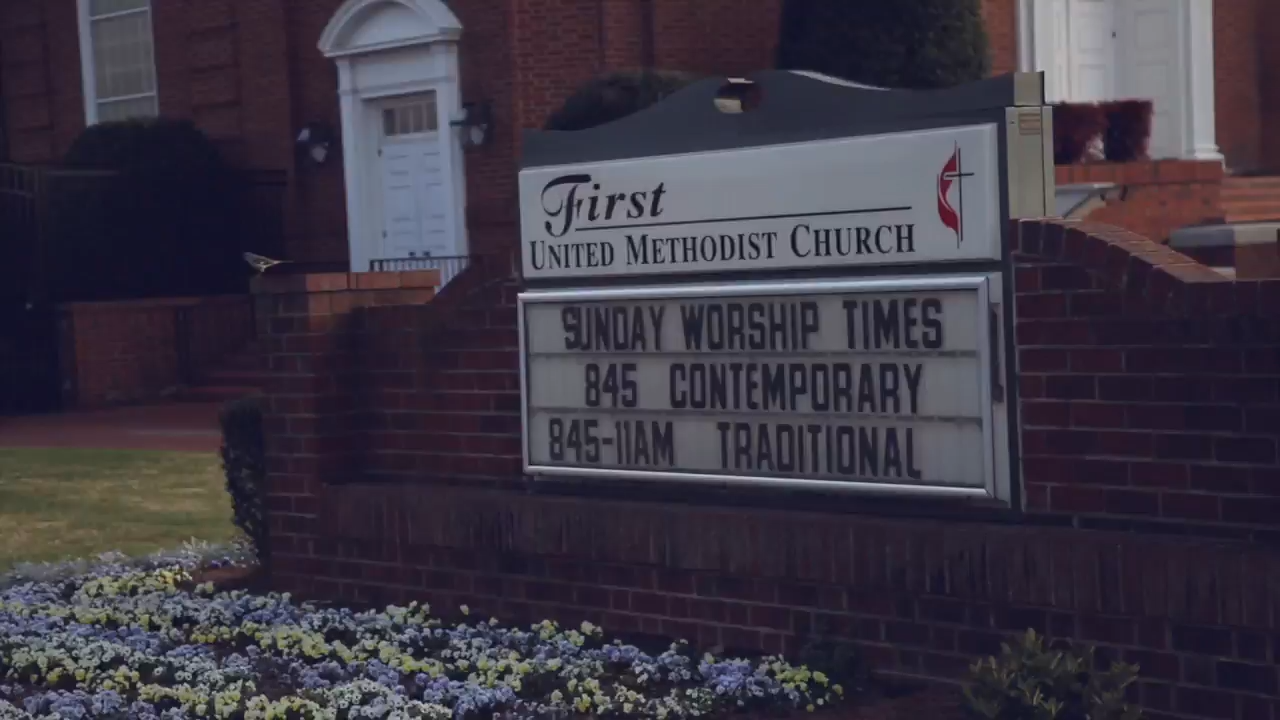 First
UNITED METHODIST CHURCH
SUNDAY WORSHIP TIMES
845 CONTEMPORARY
845-11AM TRADITIONAL